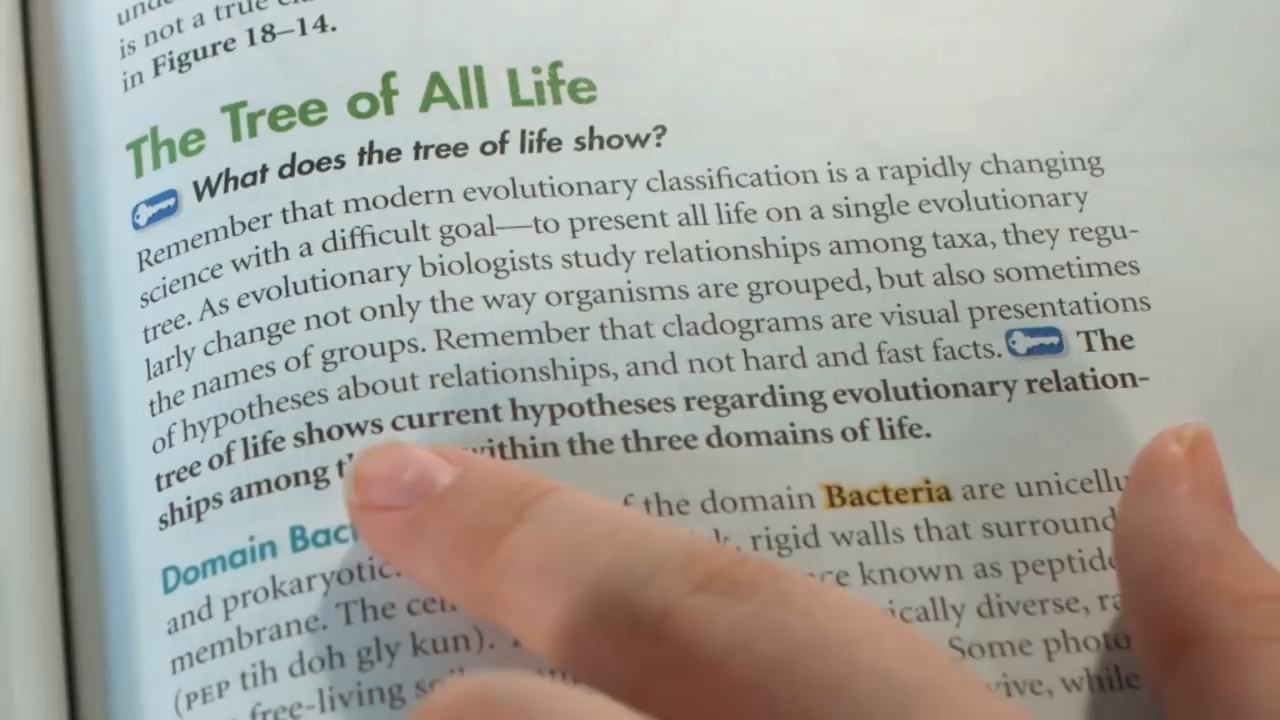 is not a true
in Figure 18–14.
The Tree of All Life
What does the tree of life show?
Remember that modern evolutionary classification is a rapidly changing
science with a difficult goal—to present all life on a single evolutionary
tree. As evolutionary biologists study relationships among taxa, they regu-
larly change not only the way organisms are grouped, but also sometimes
the names of groups. Remember that cladograms are visual presentations
of hypotheses about relationships, and not hard and fast facts. The
tree of life shows current hypotheses regarding evolutionary relation-
ships among within the three domains of life.
Domain the domain Bacteria are
and prokaryotic. rigid walls that surround
membrane. The known as
(PEP tih doh gly kun). diverse,
free-living Some
while